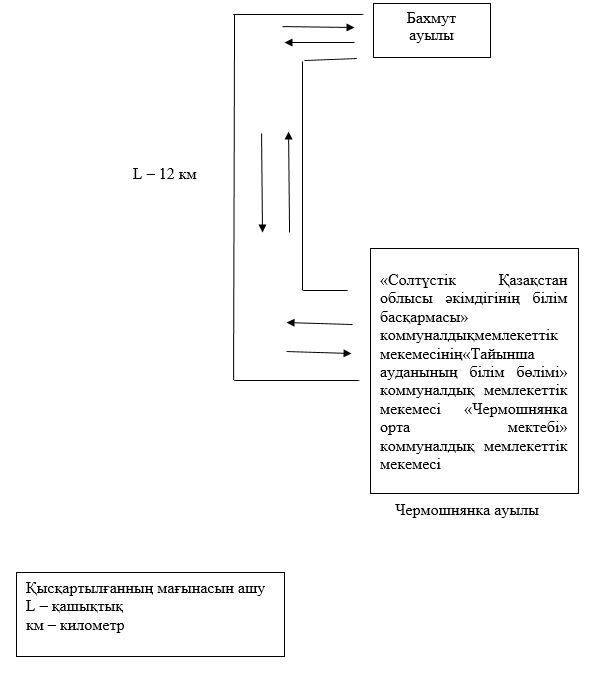 Бахмут
ауылы
L – 12 км
«Солтүстік Қазақстан
облысы әкімдігінің білім
басқармасы»
коммуналдықмемлекеттік
мекемесінің«Тайынша
ауданының білім бөлімі»
коммуналдық мемлекеттік
мекемесі «Чермошнянка
орта мектебі»
коммуналдық мемлекеттік
мекемесі
Чермошнянка ауылы
Қысқартылғанның мағынасын ашу
L – қашықтық
км – километр